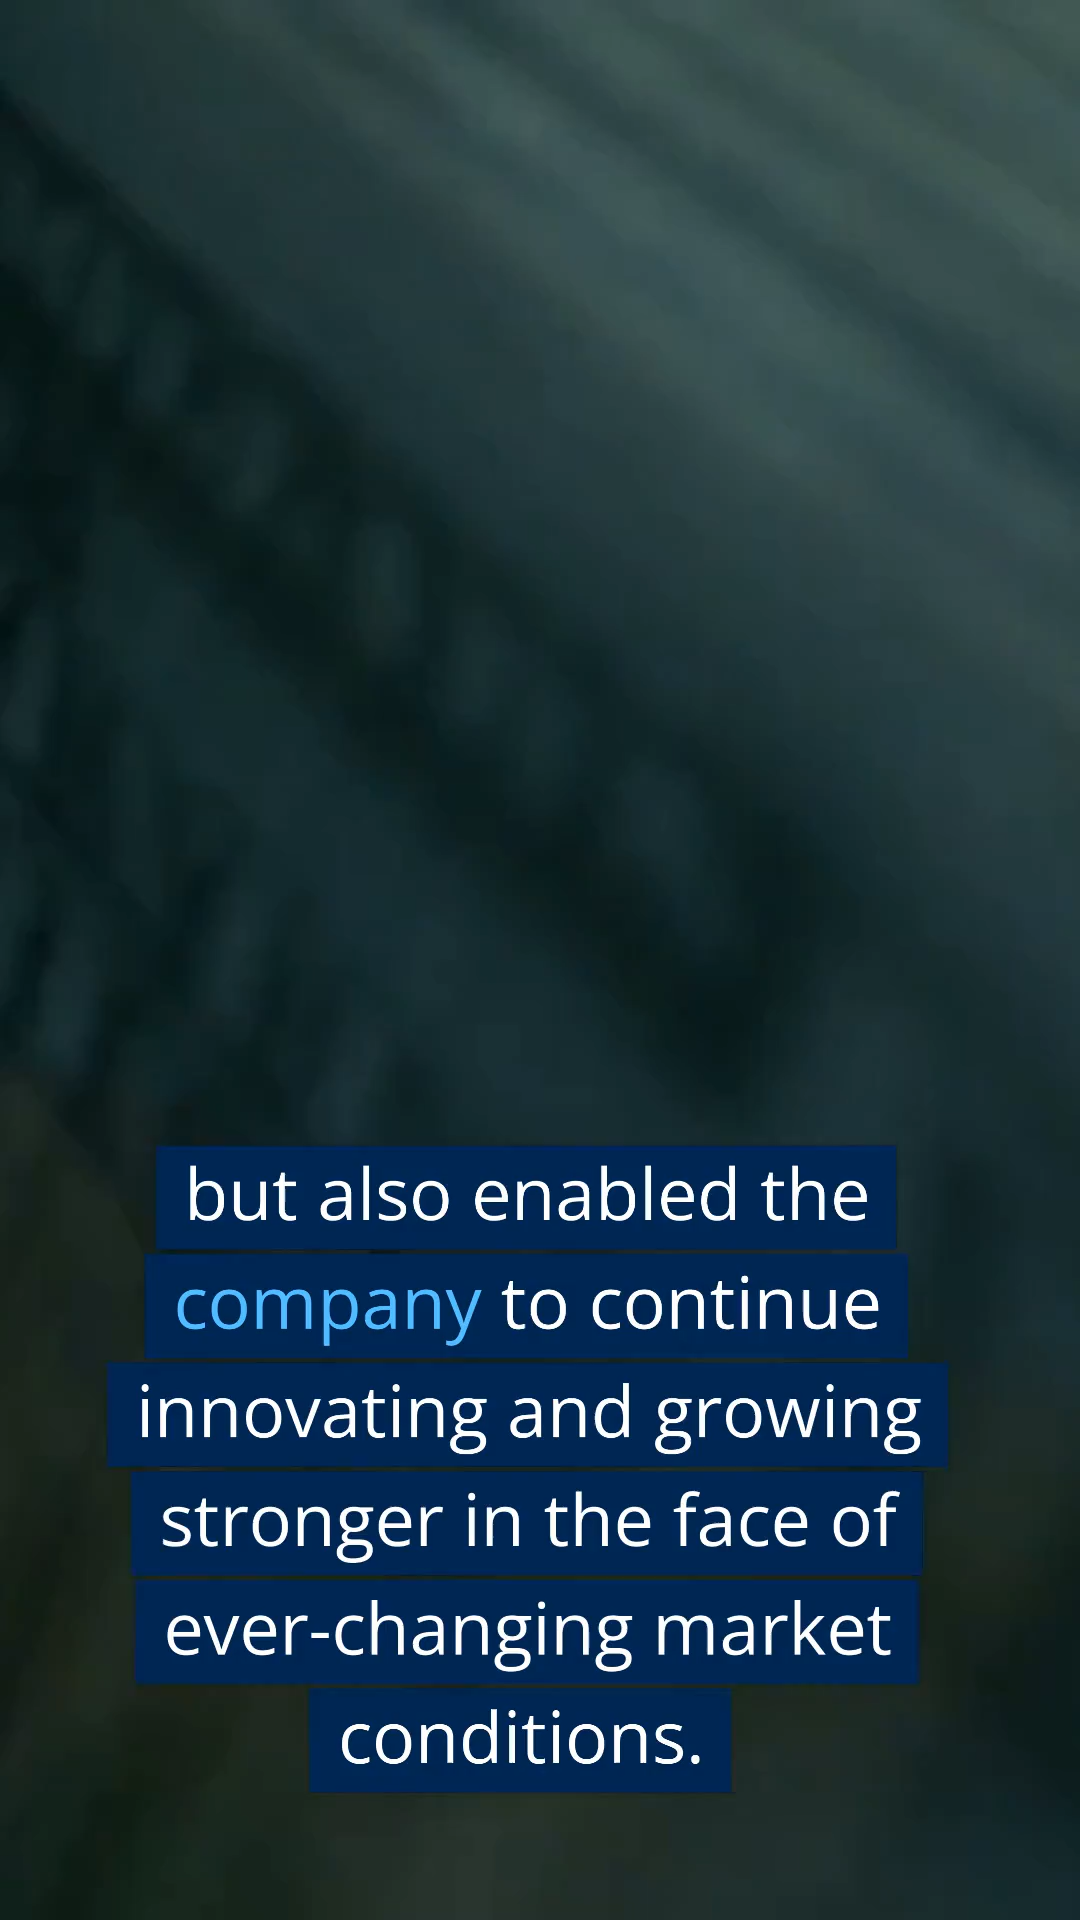 but also enabled the
company to continue
innovating and growing
stronger in the face of
ever-changing market
conditions.